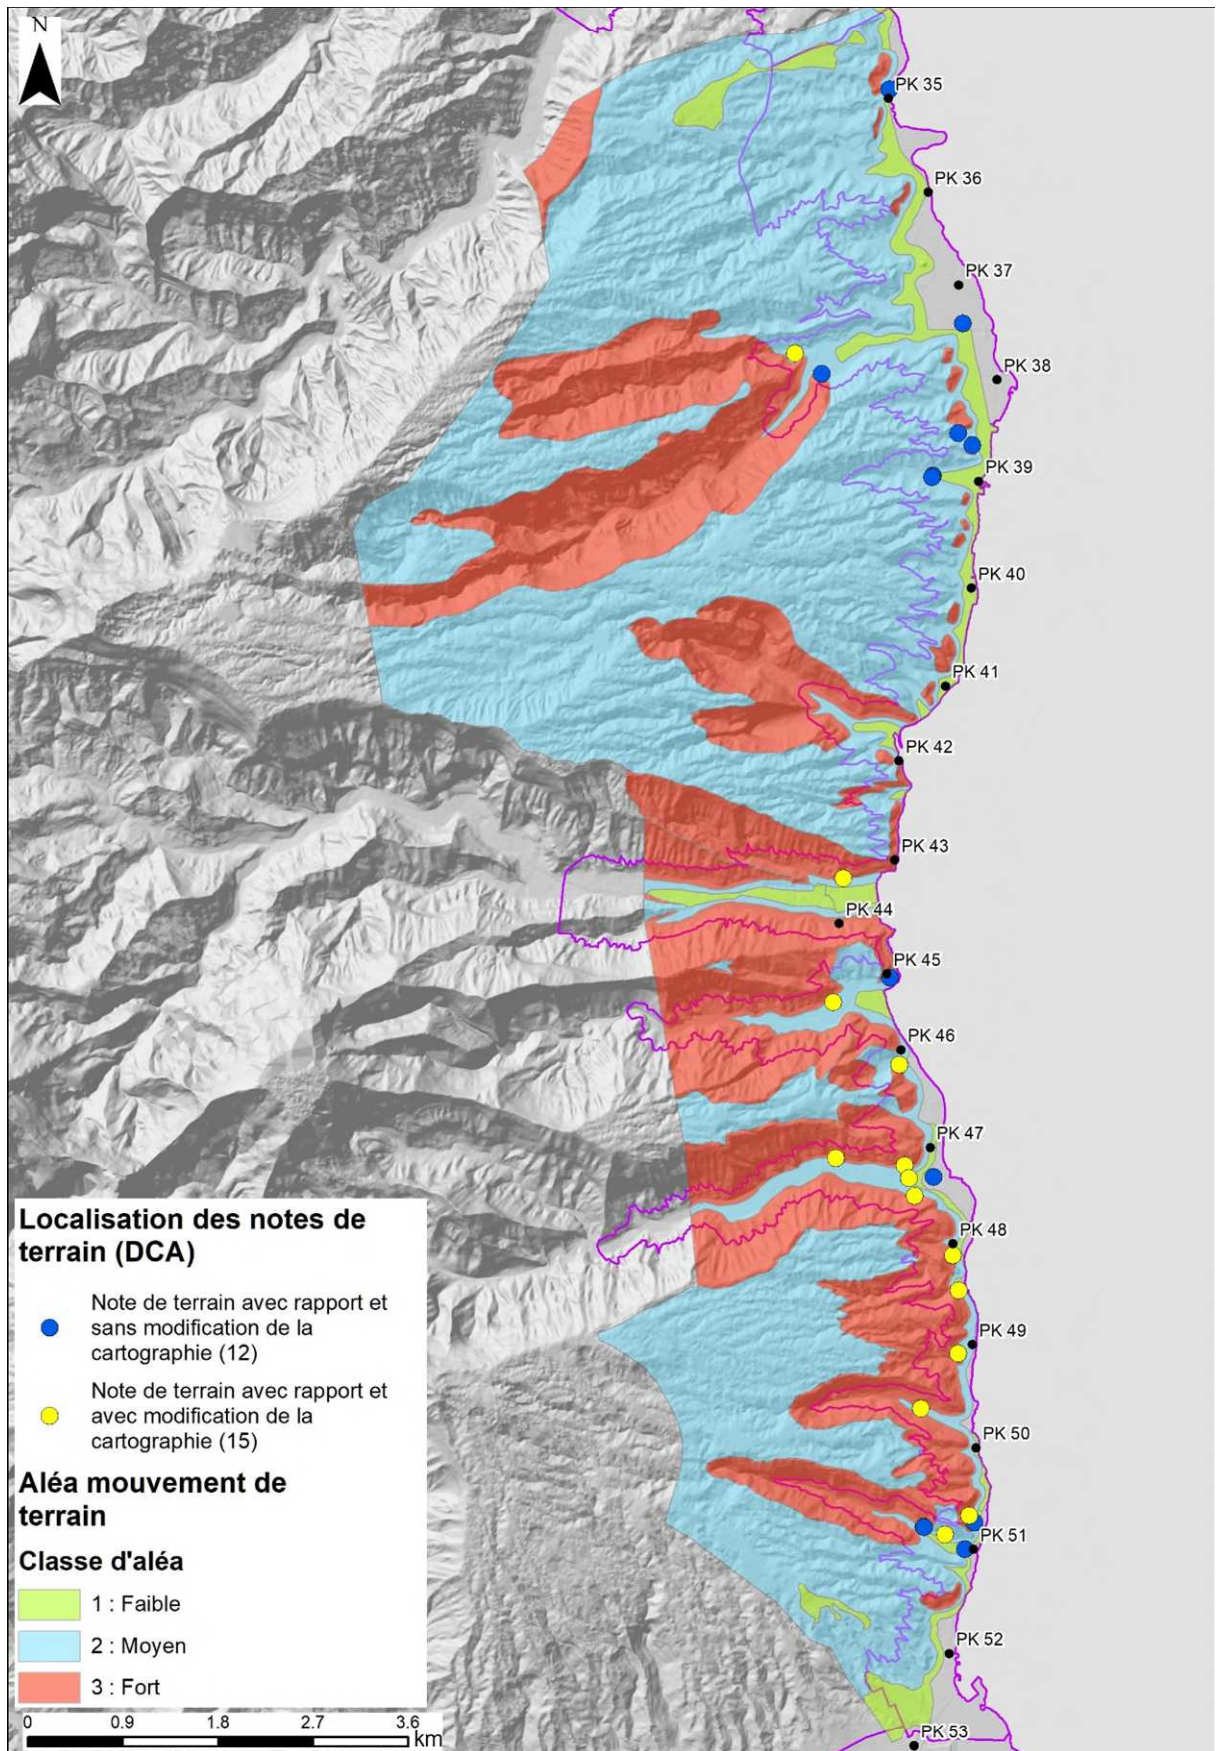 N
PK 35
PK 36
PK 37
PK 38
PK 39
PK 40
PK 41
PK 42
PK 43
PK 44
PK 45
PK 46
PK 47
PK 48
PK 49
PK 50
PK 51
PK 52
PK 53
Localisation des notes de
terrain (DCA)
Note de terrain avec rapport et
sans modification de la
cartographie (12)
Note de terrain avec rapport et
avec modification de la
cartographie (15)
Aléa mouvement de
terrain
Classe d'aléa
1 : Faible
2 : Moyen
3 : Fort
0 0.9 1.8 2.7 3.6
km